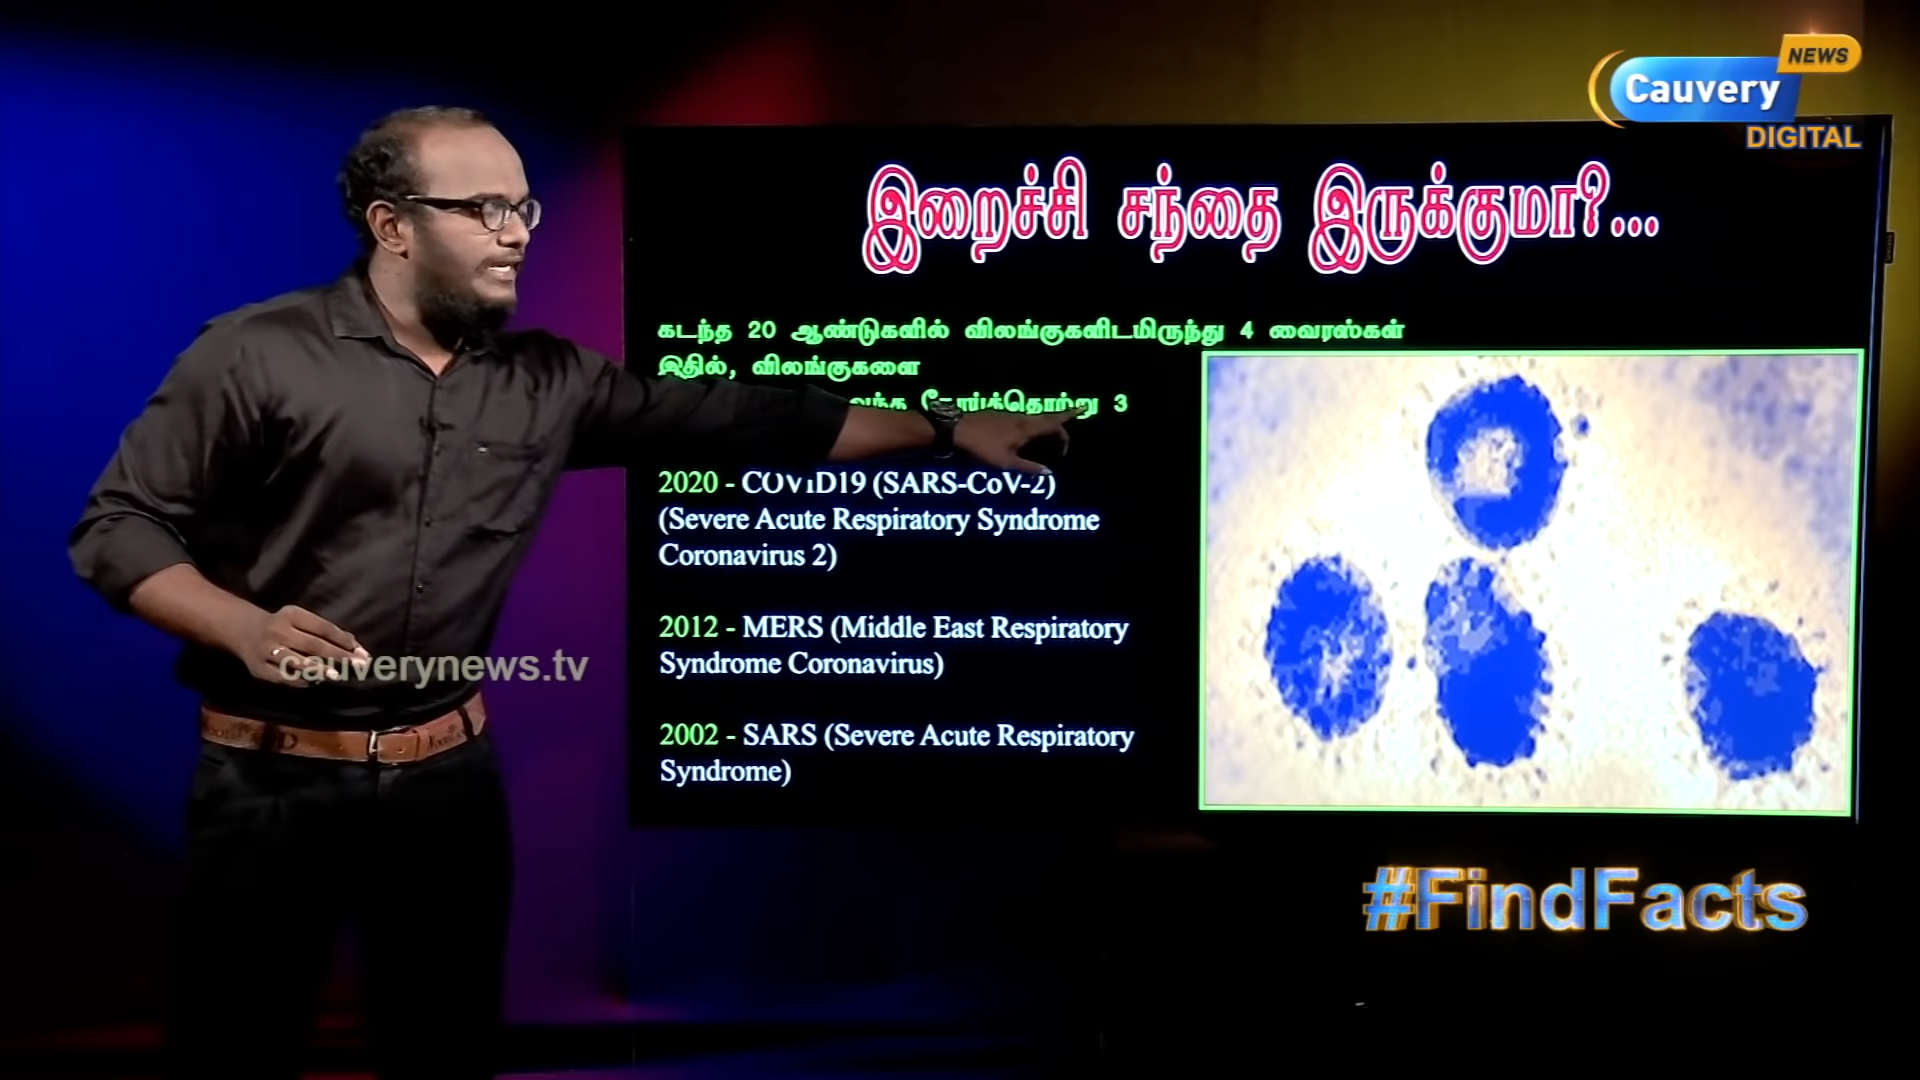 NEWS
Cauvery
DIGITAL
இறைச்சி சந்தை இருக்குமா?...
கடந்த 20 ஆண்டுகளில் விலங்குகளிடமிருந்து 4 வைரஸ்கள்
இதில், விலங்குகளை
வந்த நோய்த்தொற்று 3
2020 - COVID19 (SARS-CoV-2)
(Severe Acute Respiratory Syndrome
Coronavirus 2)
2012 - MERS (Middle East Respiratory
Syndrome Coronavirus)
2002 - SARS (Severe Acute Respiratory
Syndrome)
cauverynews.tv
#FindFacts